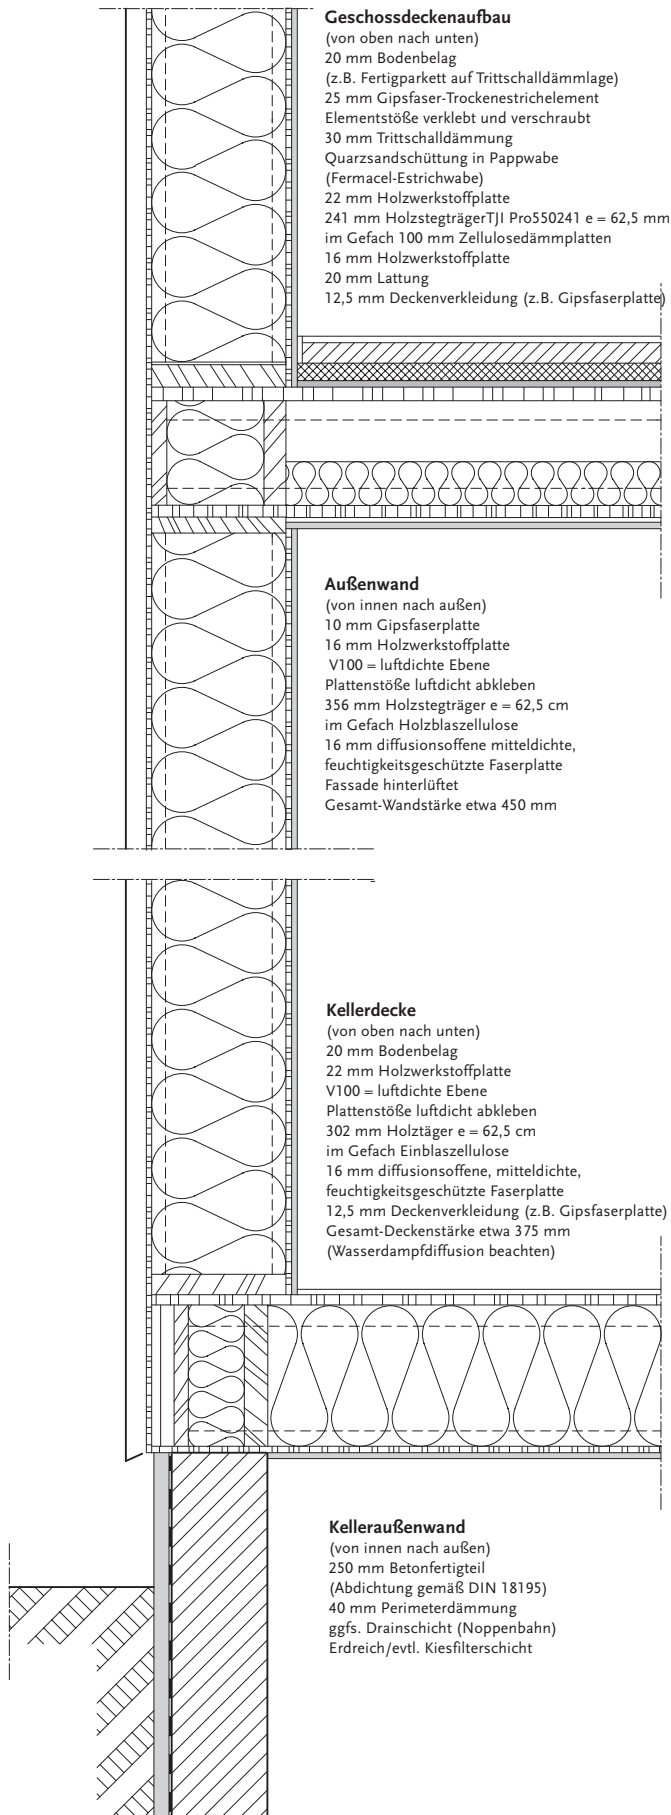 Geschossdeckenaufbau
(von oben nach unten)
20 mm Bodenbelag
(z.B. Fertigparkett auf Trittschalldämmlage)
25 mm Gipsfaser-Trockenestrichelement
Elementstöße verklebt und verschraubt
30 mm Trittschalldämmung
Quarzsandschüttung in Pappwabe
(Fermacel-Estrichwabe)
22 mm Holzwerkstoffplatte
241 mm HolzstegträgerTJI Pro550241 e = 62,5 mm
im Gefach 100 mm Zellulosedämmplatten
16 mm Holzwerkstoffplatte
20 mm Lattung
12,5 mm Deckenverkleidung (z.B. Gipsfaserplatte)
Außenwand
(von innen nach außen)
10 mm Gipsfaserplatte
16 mm Holzwerkstoffplatte
V100 = luftdichte Ebene
Plattenstöße luftdicht abkleben
356 mm Holzstegträger e = 62,5 cm
im Gefach Holzblaszellulose
16 mm diffusionsoffene mitteldichte,
feuchtigkeitsgeschützte Faserplatte
Fassade hinterlüftet
Gesamt-Wandstärke etwa 450 mm
Kellerdecke
(von oben nach unten)
20 mm Bodenbelag
22 mm Holzwerkstoffplatte
V100 = luftdichte Ebene
Plattenstöße luftdicht abkleben
302 mm Holztäger e = 62,5 cm
im Gefach Einblaszellulose
16 mm diffusionsoffene, mitteldichte,
feuchtigkeitsgeschützte Faserplatte
12,5 mm Deckenverkleidung (z.B. Gipsfaserplatte)
Gesamt-Deckenstärke etwa 375 mm
(Wasserdampfdiffusion beachten)
Kelleraußenwand
(von innen nach außen)
250 mm Betonfertigteil
(Abdichtung gemäß DIN 18195)
40 mm Perimeterdämmung
ggfs. Drainschicht (Noppenbahn)
Erdreich/evtl. Kiesfilterschicht